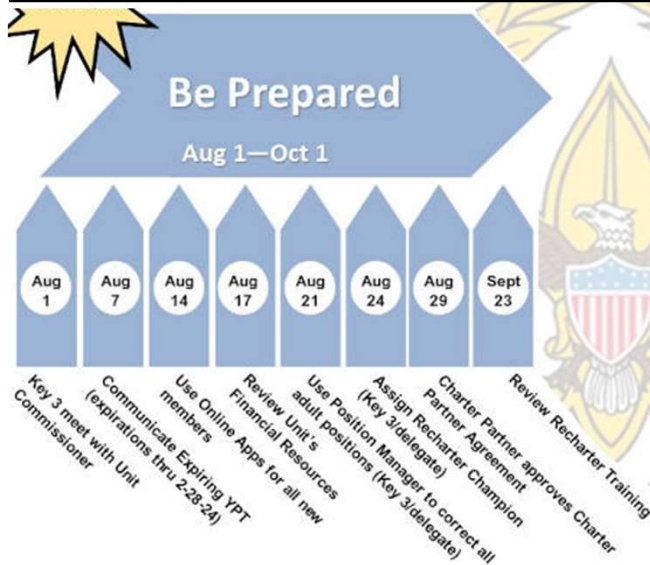 Be Prepared
Aug 1—Oct 1
Aug
1
Aug
7
Aug
14
Aug
17
Aug
21
Aug
24
Aug
29
Sept
23
Key 3 meet with Unit
Commissioner
Communicate Expiring YPT
(expirations thru 2-28-24)
Use Online Apps for all new
members
Review Unit's
Financial Resources
Use Position Manager to correct all
adult positions (Key 3/delegate)
Assign Recharter Champion
(Key 3/delegate)
Charter Partner approves Charter
Partner Agreement
Review Recharter Training